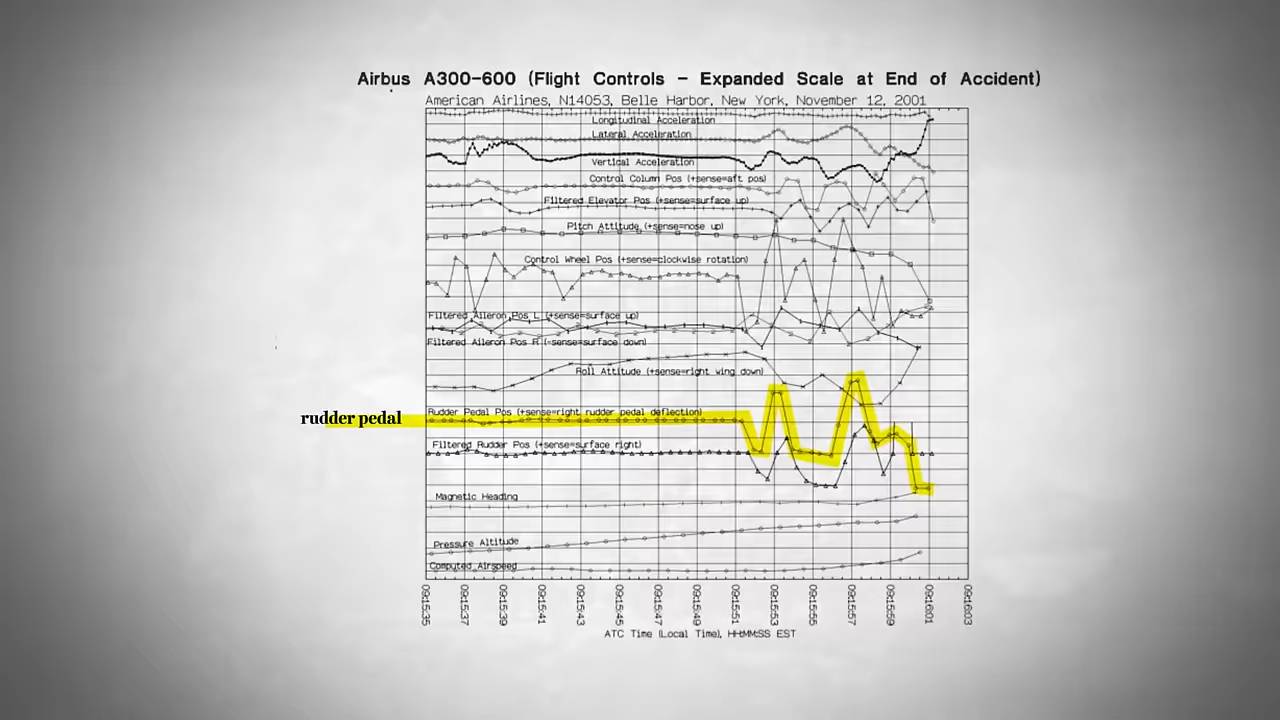 Airbus A300-600 (Flight Controls - Expanded Scale at End of Accident)
American Airlines, N14053, Belle Harbor, New York, November 12, 2001
Longitudinal Acceleration
Lateral Acceleration
Vertical Acceleration
Control Column Pos (+sense=aft pos)
Filtered Elevator Pos (+sense=surface up)
Pitch Attitude (+sense=nose up)
Control Wheel Pos (+sense=clockwise rotation)
Filtered Aileron Pos L (+sense=surface up)
Filtered Aileron Pos R (-sense=surface down)
Roll Attitude (+sense=right wing down)
rudder pedal
Rudder Pedal Pos (+sense=right rudder pedal deflection)
Filtered Rudder Pos (+sense=surface right)
Magnetic Heading
Pressure Altitude
Computed Airspeed
09:15:35
09:15:37
09:15:39
09:15:41
09:15:43
09:15:45
09:15:47
09:15:49
09:15:51
09:15:53
09:15:55
09:15:57
09:15:59
09:16:01
09:16:03
ATC Time (Local Time), HH:MM:SS EST